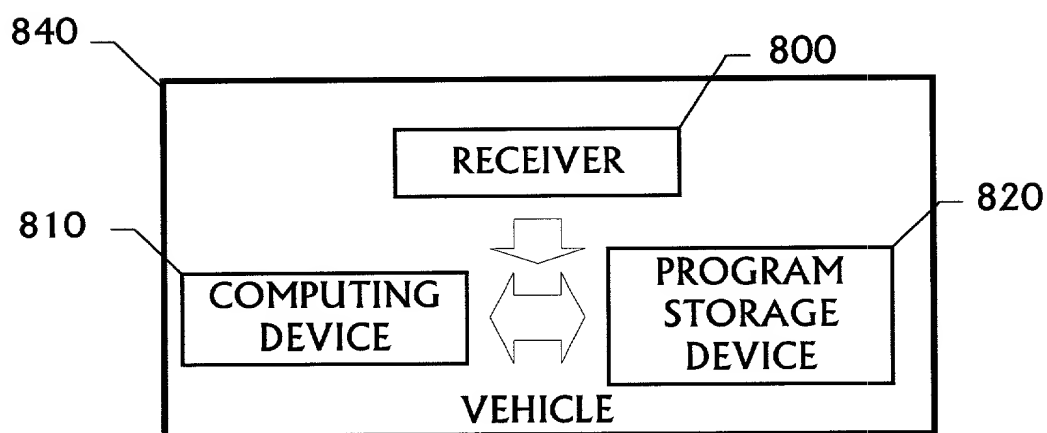 840
800
RECEIVER
810
820
COMPUTING
DEVICE
PROGRAM
STORAGE
DEVICE
VEHICLE